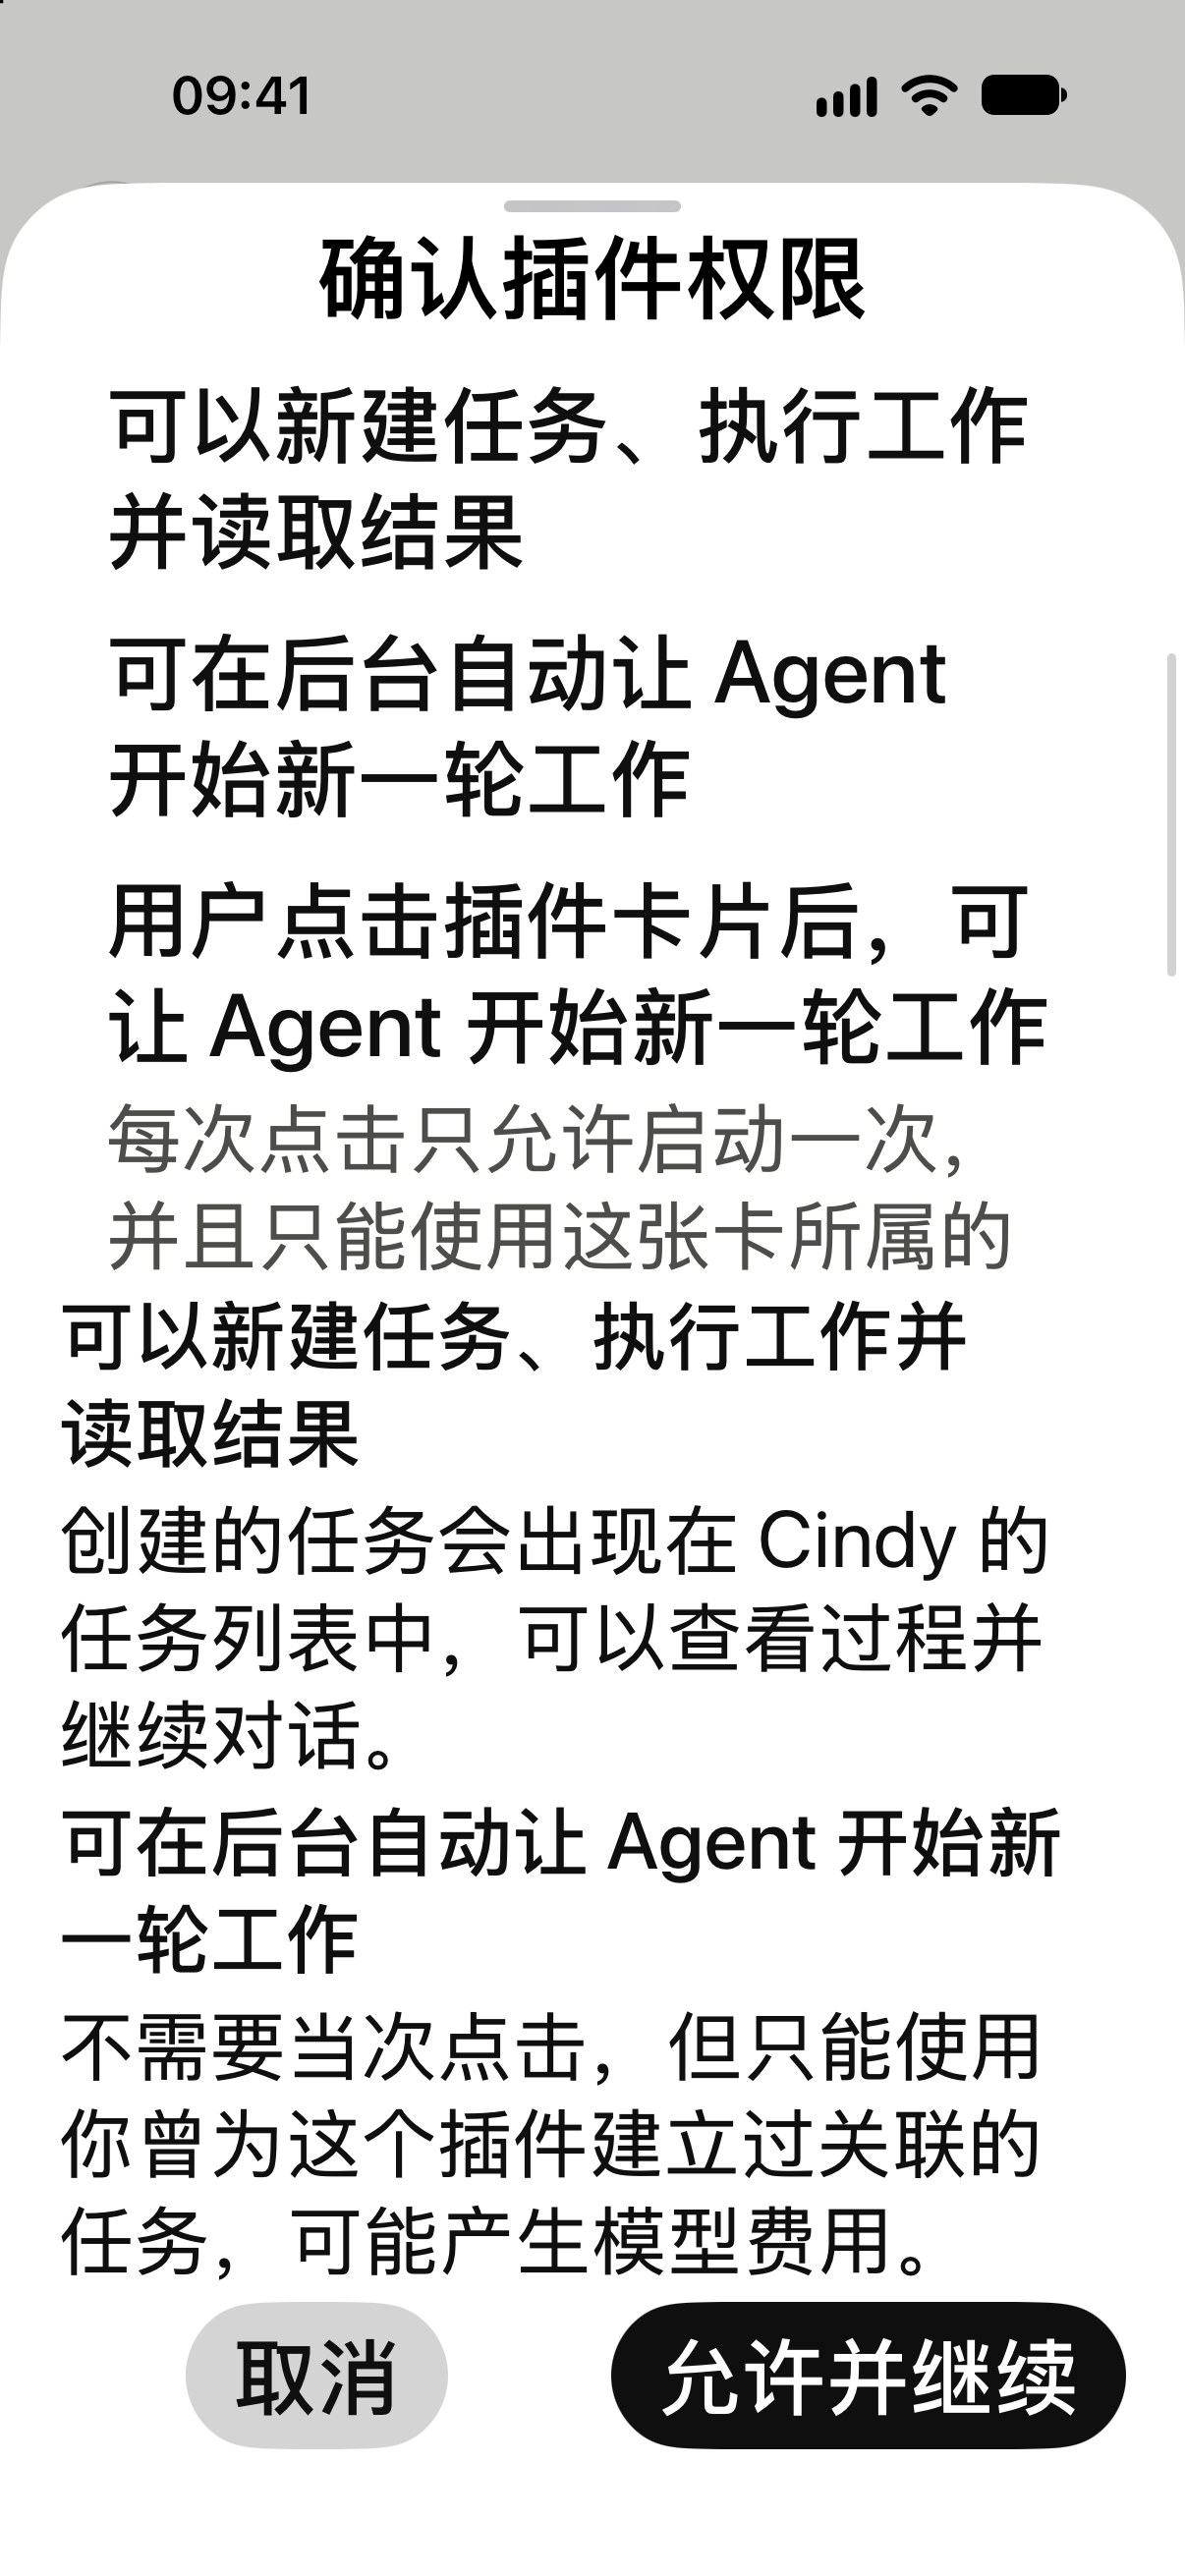 09:41
确认插件权限
可以新建任务、执行工作
并读取结果
可在后台自动让 Agent
开始新一轮工作
用户点击插件卡片后，可
让 Agent 开始新一轮工作
每次点击只允许启动一次，
并且只能使用这张卡所属的
可以新建任务、执行工作并
读取结果
创建的任务会出现在 Cindy 的
任务列表中，可以查看过程并
继续对话。
可在后台自动让 Agent 开始新
一轮工作
不需要当次点击，但只能使用
你曾为这个插件建立过关联的
任务，可能产生模型费用。
取消
允许并继续